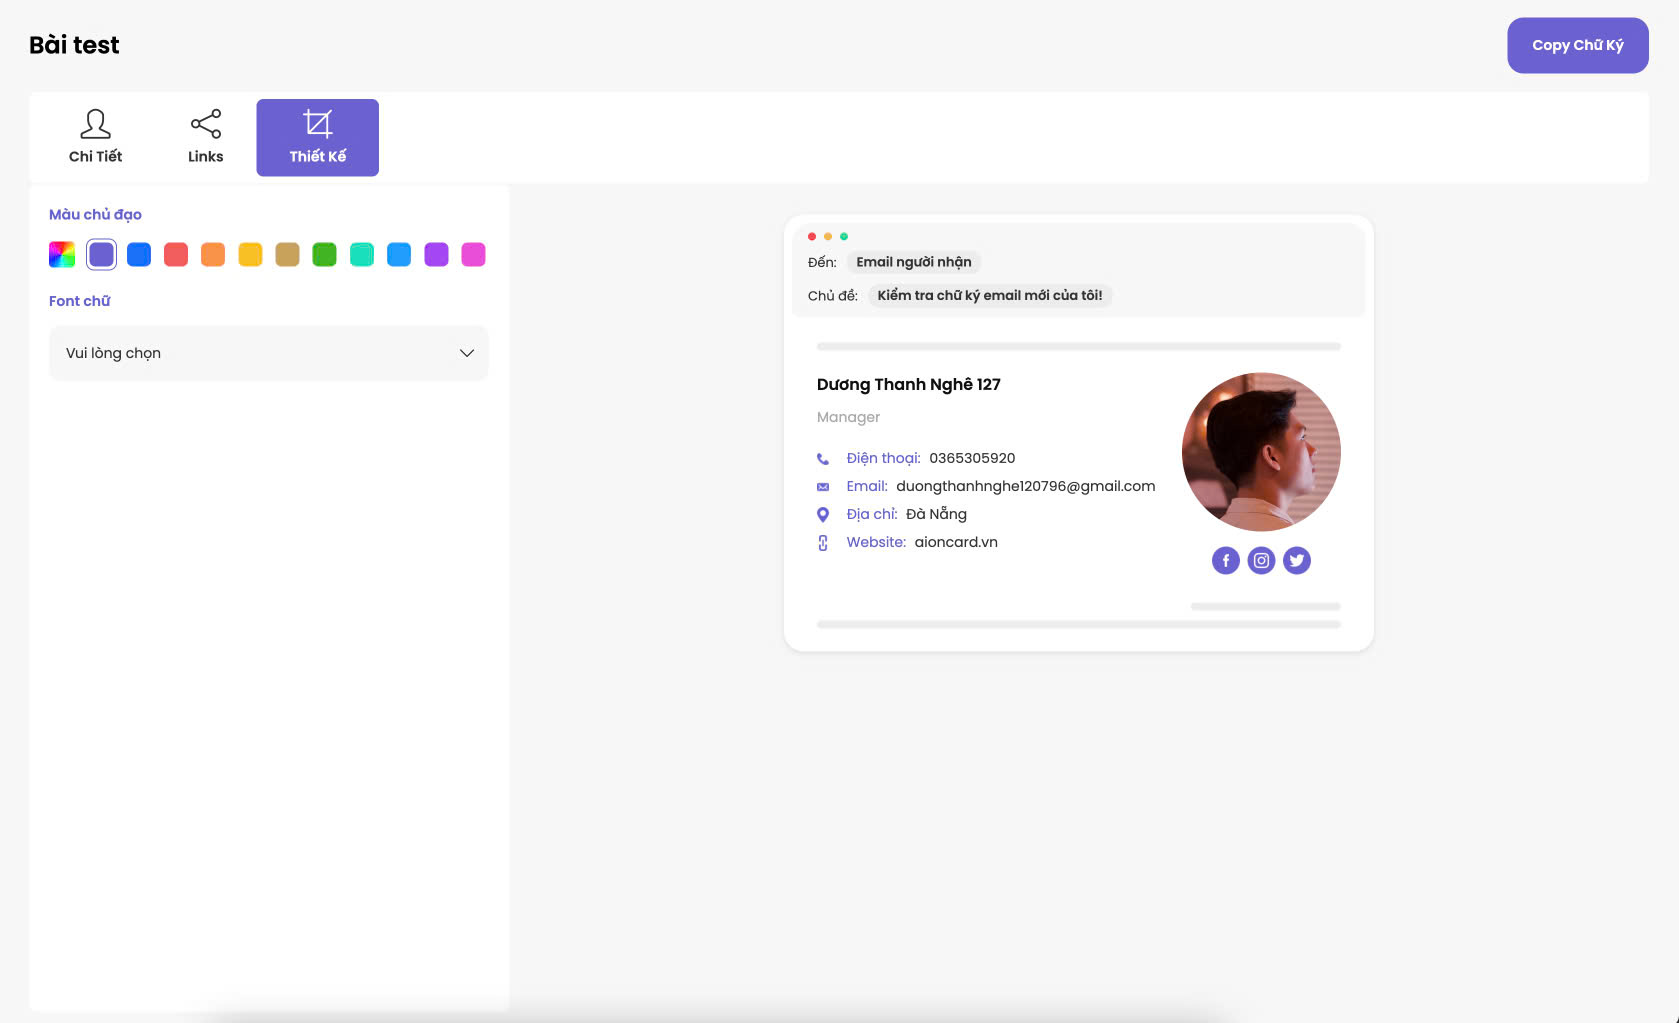 Bài test
Copy Chữ Ký
Chi Tiết
Links
Thiết Kế
Màu chủ đạo
Font chữ
Vui lòng chọn
Đến: Email người nhận
Chủ đề: Kiểm tra chữ ký email mới của tôi!
Dương Thanh Nghê 127
Manager
Điện thoại: 0365305920
Email: duongthanhnghe120796@gmail.com
Địa chỉ: Đà Nẵng
Website: aioncard.vn